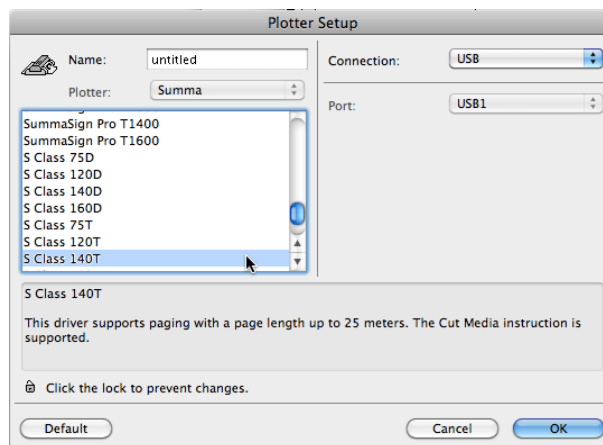 Plotter Setup
Name:
untitled
Plotter:
Summa
SummaSign Pro T1400
SummaSign Pro T1600
S Class 75D
S Class 120D
S Class 140D
S Class 160D
S Class 75T
S Class 120T
S Class 140T
Connection:
USB
Port:
USB1
S Class 140T
This driver supports paging with a page length up to 25 meters. The Cut Media instruction is
supported.
Click the lock to prevent changes.
Default
Cancel
OK